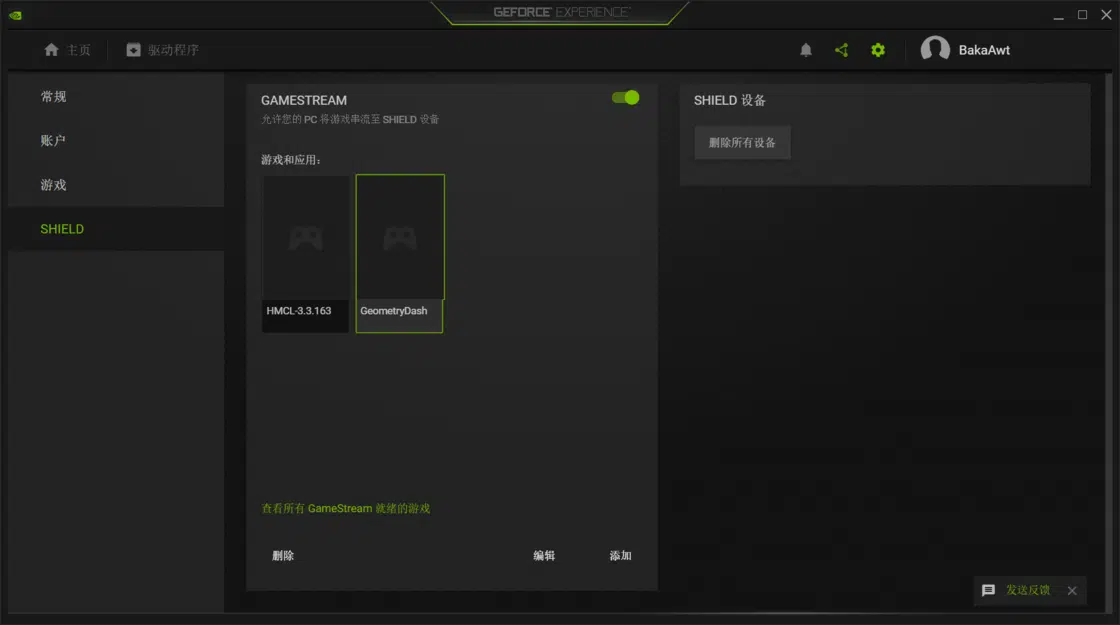 GEFORCE EXPERIENCE
主页
驱动程序
BakaAwt
常规
账户
游戏
SHIELD
GAMESTREAM
允许您的 PC 将游戏串流至 SHIELD 设备
游戏和应用：
HMCL-3.3.163
GeometryDash
查看所有 GameStream 就绪的游戏
删除
编辑
添加
SHIELD 设备
删除所有设备
发送反馈